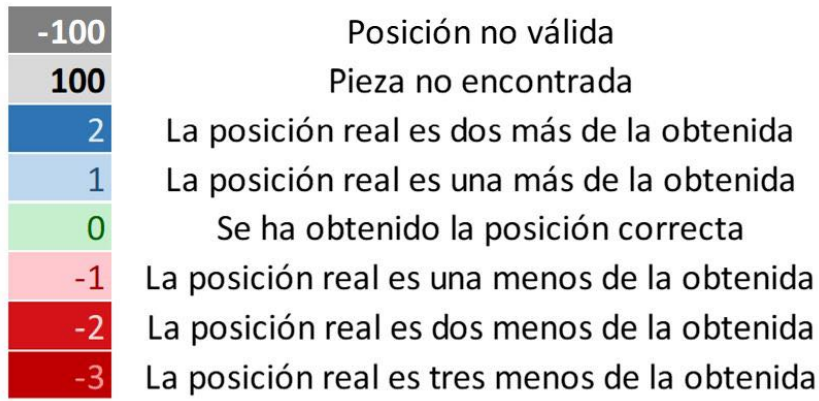 -100 Posición no válida
100 Pieza no encontrada
2 La posición real es dos más de la obtenida
1 La posición real es una más de la obtenida
0 Se ha obtenido la posición correcta
-1 La posición real es una menos de la obtenida
-2 La posición real es dos menos de la obtenida
-3 La posición real es tres menos de la obtenida